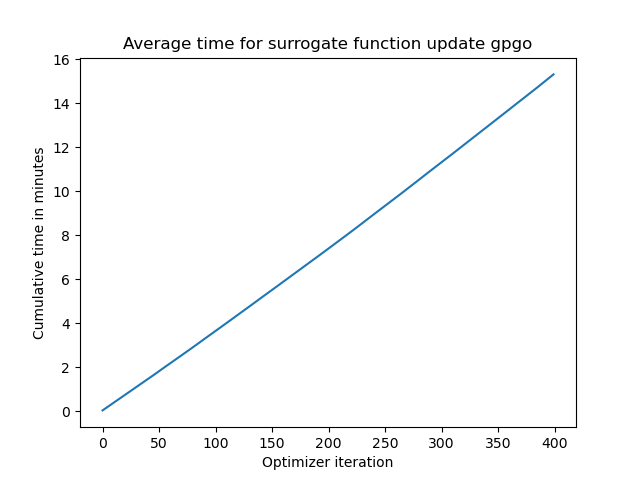 Average time for surrogate function update gpgo
16
14
12
10
8
6
4
2
0
Cumulative time in minutes
0 50 100 150 200 250 300 350 400
Optimizer iteration